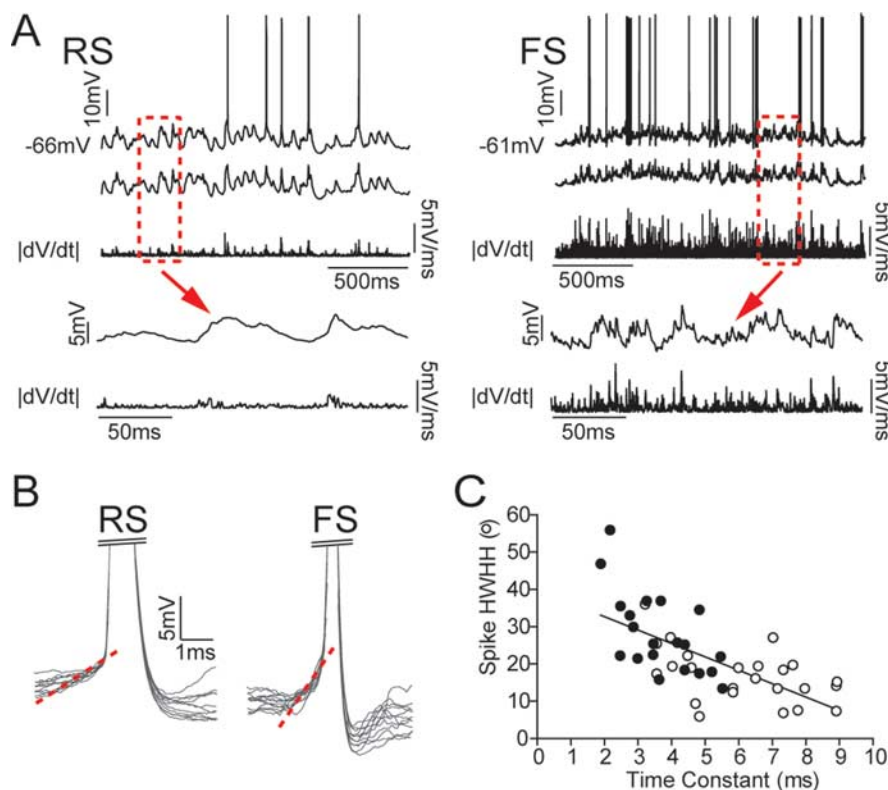 A
RS
10mV
-66mV
|dV/dt|
5mV/ms
500ms
5mV
|dV/dt|
5mV/ms
50ms
FS
10mV
-61mV
|dV/dt|
5mV/ms
500ms
5mV
|dV/dt|
5mV/ms
50ms
B
RS
5mV
1ms
FS
C
Spike HWHH (o)
60
50
40
30
20
10
0
0 1 2 3 4 5 6 7 8 9 10
Time Constant (ms)